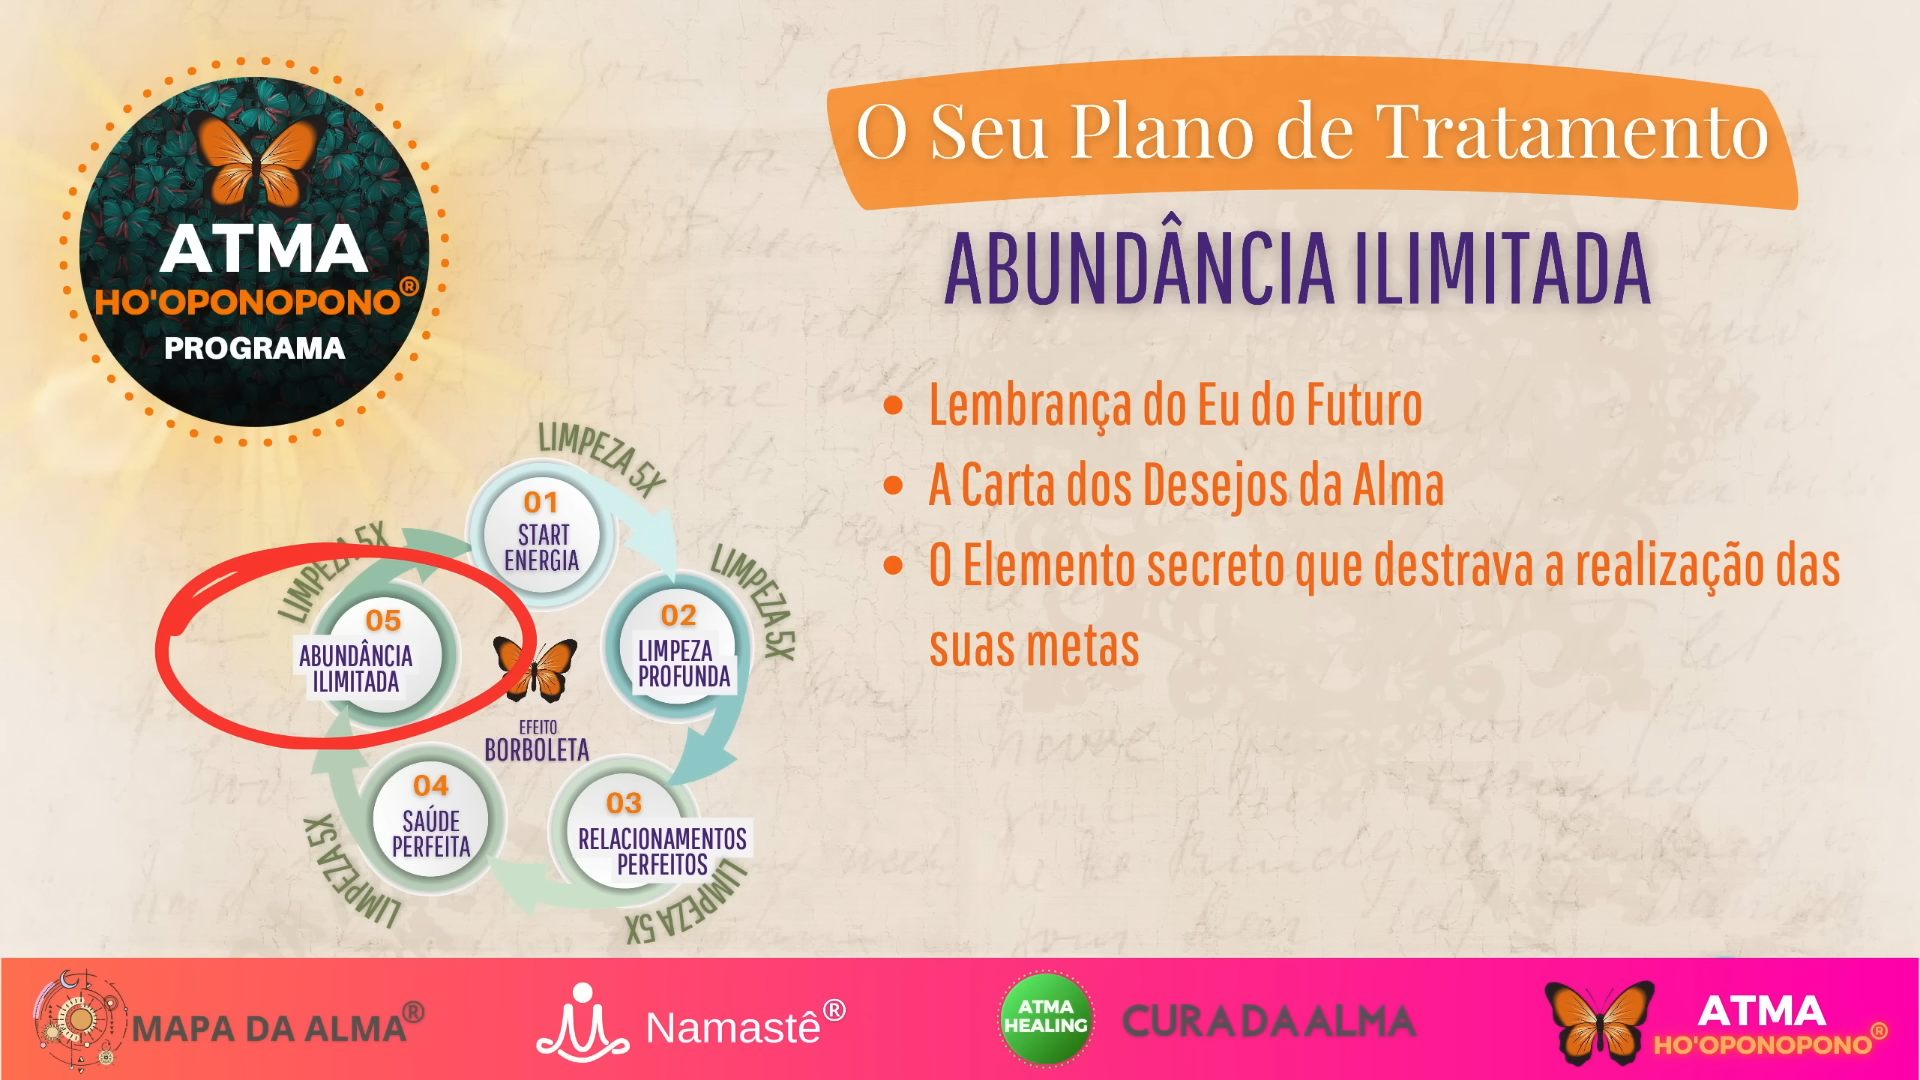 ATMA
HO'OPONOPONO®
PROGRAMA
O Seu Plano de Tratamento
ABUNDÂNCIA ILIMITADA
• Lembrança do Eu do Futuro
• A Carta dos Desejos da Alma
• O Elemento secreto que destrava a realização das
suas metas
LIMPEZA 5X
01
START
ENERGIA
LIMPEZA 5X
02
LIMPEZA
PROFUNDA
LIMPEZA 5X
03
RELACIONAMENTOS
PERFEITOS
LIMPEZA 5X
04
SAÚDE
PERFEITA
LIMPEZA 5X
05
ABUNDÂNCIA
ILIMITADA
EFEITO
BORBOLETA
MAPA DA ALMA®
Namastê®
ATMA
HEALING
CURA DA ALMA
ATMA
HO'OPONOPONO®